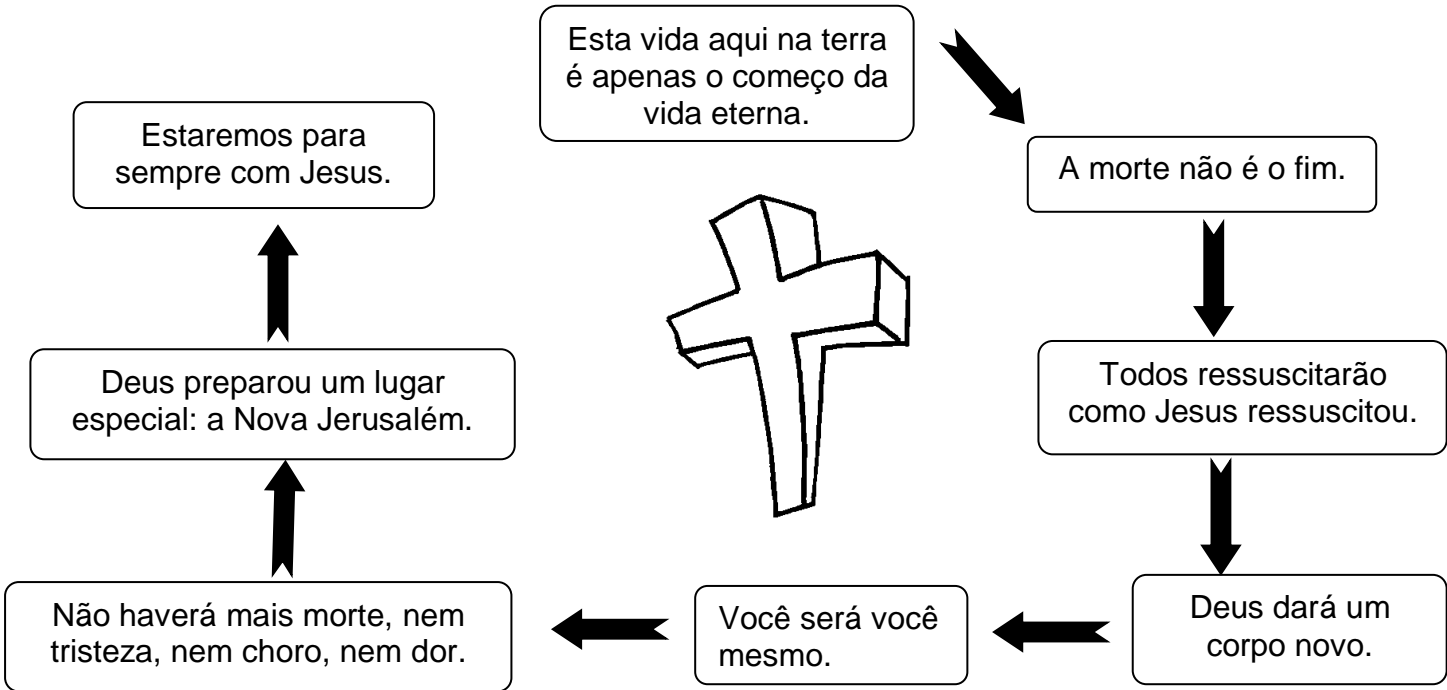 Esta vida aqui na terra
é apenas o começo da
vida eterna.
A morte não é o fim.
Todos ressuscitarão
como Jesus ressuscitou.
Deus dará um
corpo novo.
Você será você
mesmo.
Não haverá mais morte, nem
tristeza, nem choro, nem dor.
Deus preparou um lugar
especial: a Nova Jerusalém.
Estaremos para
sempre com Jesus.